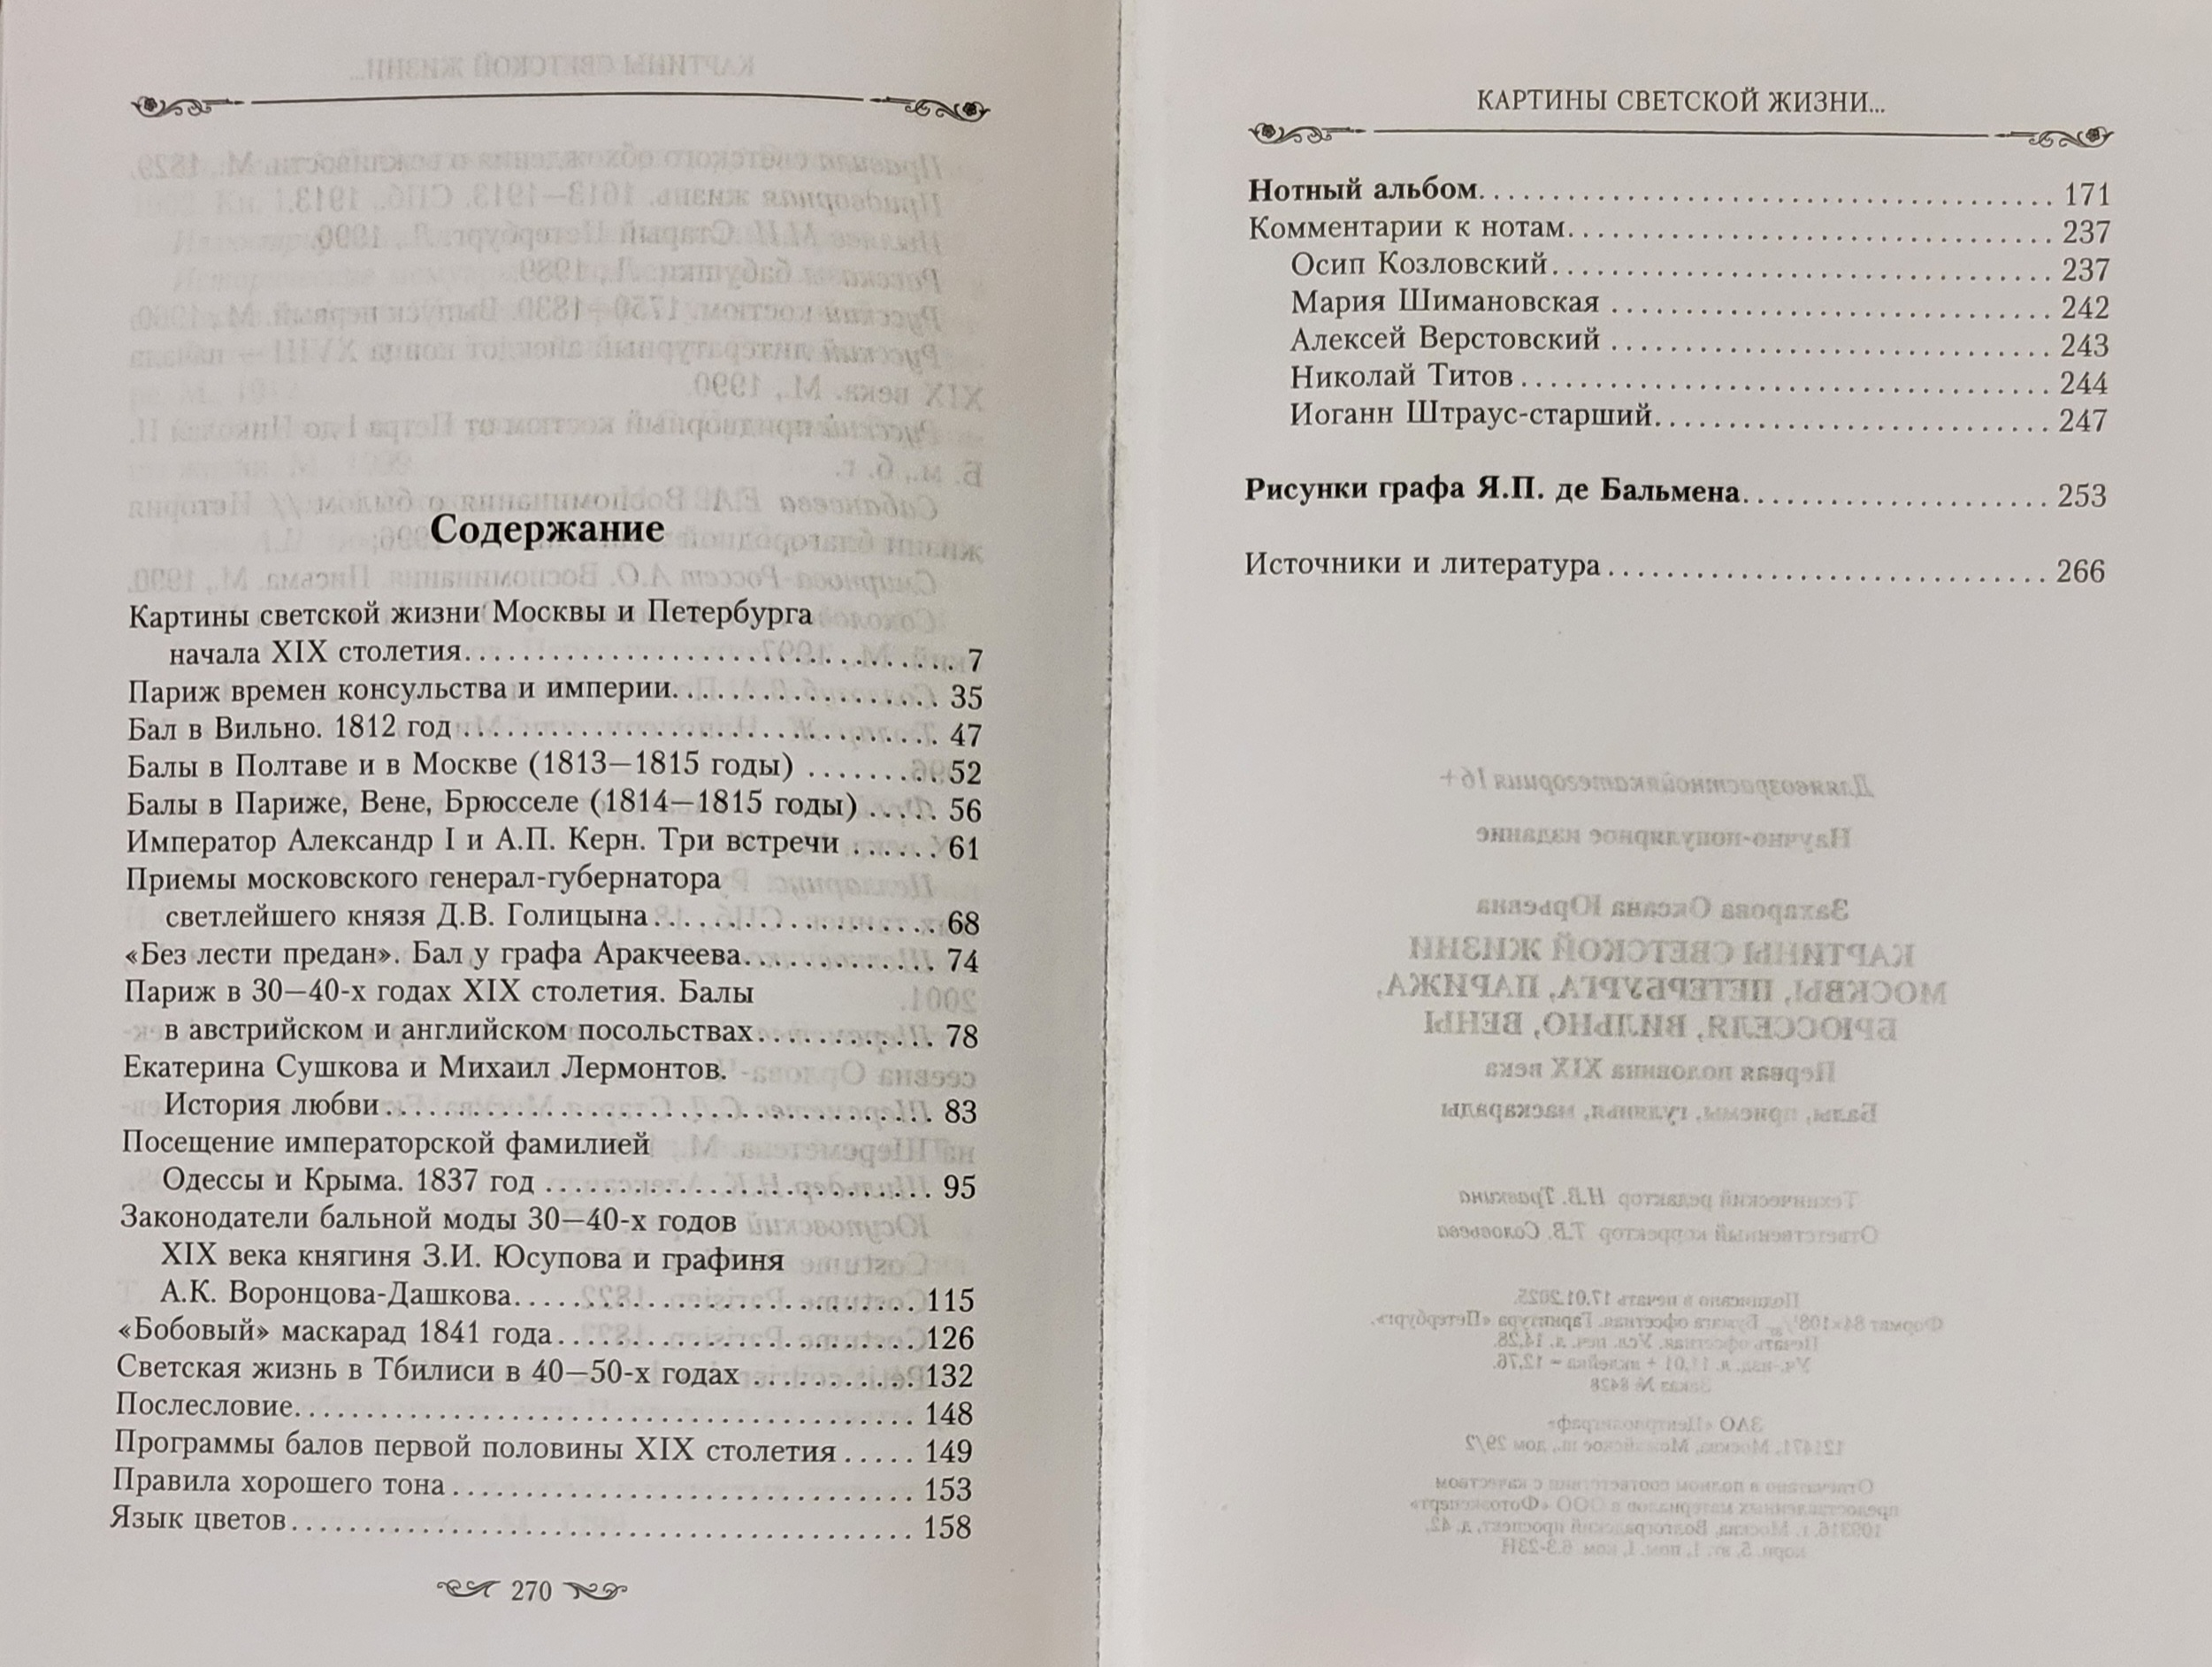 Содержание
Картины светской жизни Москвы и Петербурга
начала XIX столетия. . . . . . . . . . . . . . . . . . . . . . . . . . . . . . . . . 7
Париж времен консульства и империи. . . . . . . . . . . . . . . . . . 35
Бал в Вильно. 1812 год . . . . . . . . . . . . . . . . . . . . . . . . . . . . . . . . 47
Балы в Полтаве и в Москве (1813—1815 годы) . . . . . . . . . 52
Балы в Париже, Вене, Брюсселе (1814—1815 годы) . . . . . 56
Император Александр I и А.П. Керн. Три встречи . . . . . . 61
Приемы московского генерал-губернатора
светлейшего князя Д.В. Голицына. . . . . . . . . . . . . . . . . . . 68
«Без лести предан». Бал у графа Аракчеева. . . . . . . . . . . . . 74
Париж в 30—40-х годах XIX столетия. Балы
в австрийском и английском посольствах. . . . . . . . . . . . 78
Екатерина Сушкова и Михаил Лермонтов.
История любви . . . . . . . . . . . . . . . . . . . . . . . . . . . . . . . . . . . . 83
Посещение императорской фамилией
Одессы и Крыма. 1837 год . . . . . . . . . . . . . . . . . . . . . . . . . . 95
Законодатели бальной моды 30—40-х годов
XIX века княгиня З.И. Юсупова и графиня
А.К. Воронцова-Дашкова. . . . . . . . . . . . . . . . . . . . . . . . . . . 115
«Бобовый» маскарад 1841 года . . . . . . . . . . . . . . . . . . . . . . . . 126
Светская жизнь в Тбилиси в 40—50-х годах . . . . . . . . . . . 132
Послесловие. . . . . . . . . . . . . . . . . . . . . . . . . . . . . . . . . . . . . . . . . 148
Программы балов первой половины XIX столетия . . . . . 149
Правила хорошего тона . . . . . . . . . . . . . . . . . . . . . . . . . . . . . . . 153
Язык цветов . . . . . . . . . . . . . . . . . . . . . . . . . . . . . . . . . . . . . . . . . 158
270
КАРТИНЫ СВЕТСКОЙ ЖИЗНИ...
Нотный альбом. . . . . . . . . . . . . . . . . . . . . . . . . . . . . . . . . . . . . . 171
Комментарии к нотам. . . . . . . . . . . . . . . . . . . . . . . . . . . . . . . . 237
Осип Козловский . . . . . . . . . . . . . . . . . . . . . . . . . . . . . . . . . 237
Мария Шимановская . . . . . . . . . . . . . . . . . . . . . . . . . . . . . 242
Алексей Верстовский . . . . . . . . . . . . . . . . . . . . . . . . . . . . . 243
Николай Титов . . . . . . . . . . . . . . . . . . . . . . . . . . . . . . . . . . . 244
Иоганн Штраус-старший. . . . . . . . . . . . . . . . . . . . . . . . . . 247
Рисунки графа Я.П. де Бальмена. . . . . . . . . . . . . . . . . . . . . 253
Источники и литература . . . . . . . . . . . . . . . . . . . . . . . . . . . . . 266